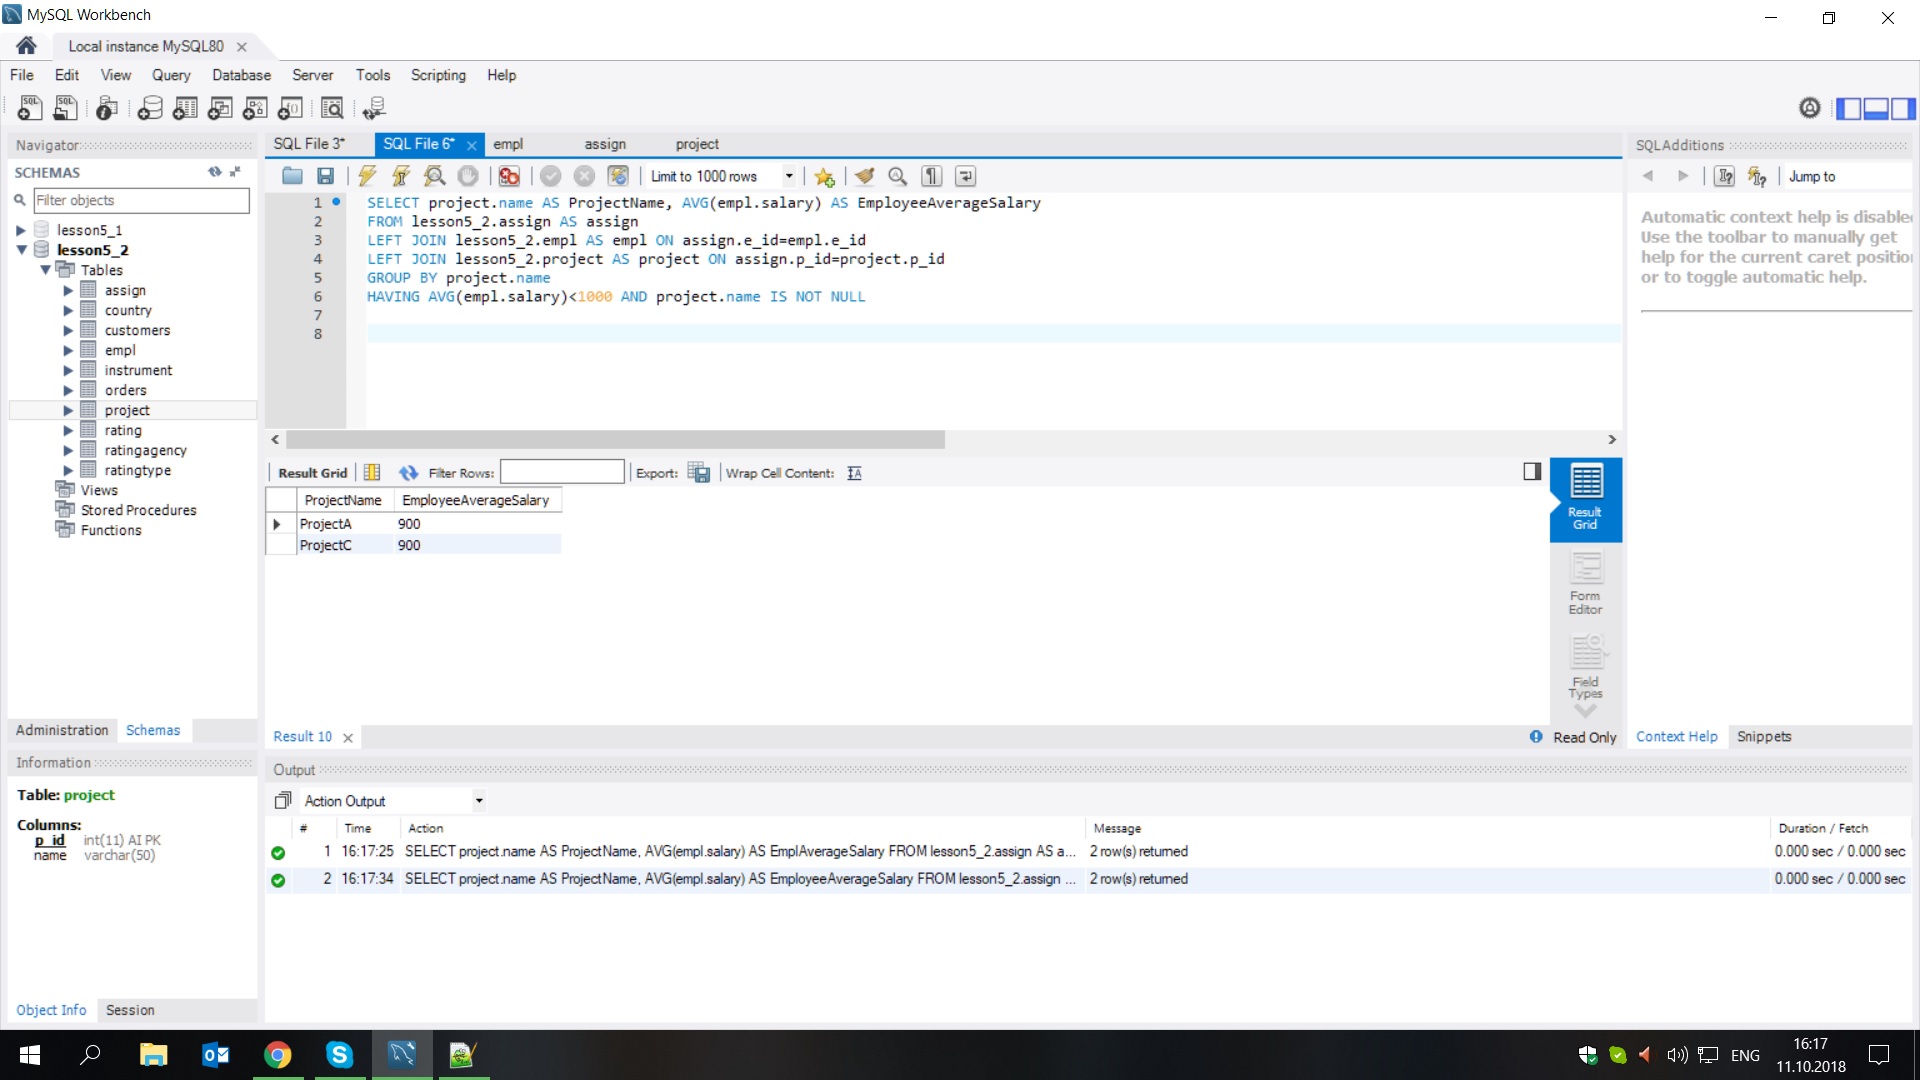 MySQL Workbench
Local instance MySQL80
File Edit View Query Database Server Tools Scripting Help
Navigator
SCHEMAS
Filter objects
lesson5_1
lesson5_2
Tables
assign
country
customers
empl
instrument
orders
project
rating
ratingagency
ratingtype
Views
Stored Procedures
Functions
Administration Schemas
Information
Table: project
Columns:
p_id int(11) AI PK
name varchar(50)
Object Info Session
SQL File 3* SQL File 6* empl assign project
Limit to 1000 rows
1 SELECT project.name AS ProjectName, AVG(empl.salary) AS EmployeeAverageSalary
2 FROM lesson5_2.assign AS assign
3 LEFT JOIN lesson5_2.empl AS empl ON assign.e_id=empl.e_id
4 LEFT JOIN lesson5_2.project AS project ON assign.p_id=project.p_id
5 GROUP BY project.name
6 HAVING AVG(empl.salary)<1000 AND project.name IS NOT NULL
7
8
Result Grid Filter Rows: Export: Wrap Cell Content:
ProjectName EmployeeAverageSalary
ProjectA 900
ProjectC 900
Result Grid
Form Editor
Field Types
Result 10 Read Only
SQLAdditions
Jump to
Automatic context help is disable
Use the toolbar to manually get
help for the current caret positio
or to toggle automatic help.
Context Help Snippets
Output
Action Output
# Time Action Message Duration / Fetch
1 16:17:25 SELECT project.name AS ProjectName, AVG(empl.salary) AS EmplAverageSalary FROM lesson5_2.assign AS a... 2 row(s) returned 0.000 sec / 0.000 sec
2 16:17:34 SELECT project.name AS ProjectName, AVG(empl.salary) AS EmployeeAverageSalary FROM lesson5_2.assign ... 2 row(s) returned 0.000 sec / 0.000 sec
ENG
16:17
11.10.2018